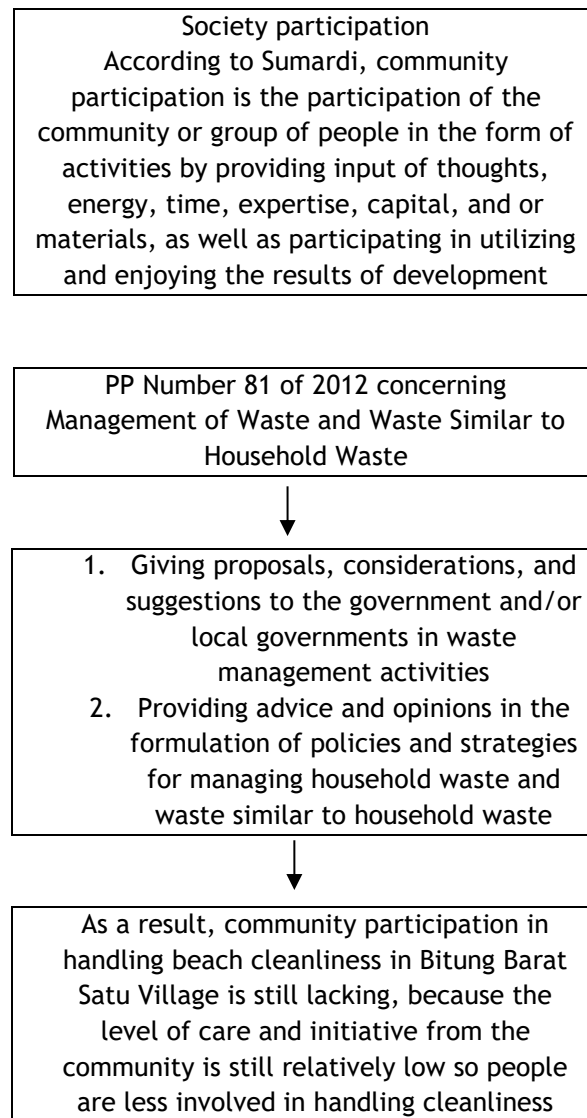 Society participation
According to Sumardi, community
participation is the participation of the
community or group of people in the form of
activities by providing input of thoughts,
energy, time, expertise, capital, and or
materials, as well as participating in utilizing
and enjoying the results of development
PP Number 81 of 2012 concerning
Management of Waste and Waste Similar to
Household Waste
1. Giving proposals, considerations, and
suggestions to the government and/or
local governments in waste
management activities
2. Providing advice and opinions in the
formulation of policies and strategies
for managing household waste and
waste similar to household waste
As a result, community participation in
handling beach cleanliness in Bitung Barat
Satu Village is still lacking, because the
level of care and initiative from the
community is still relatively low so people
are less involved in handling cleanliness